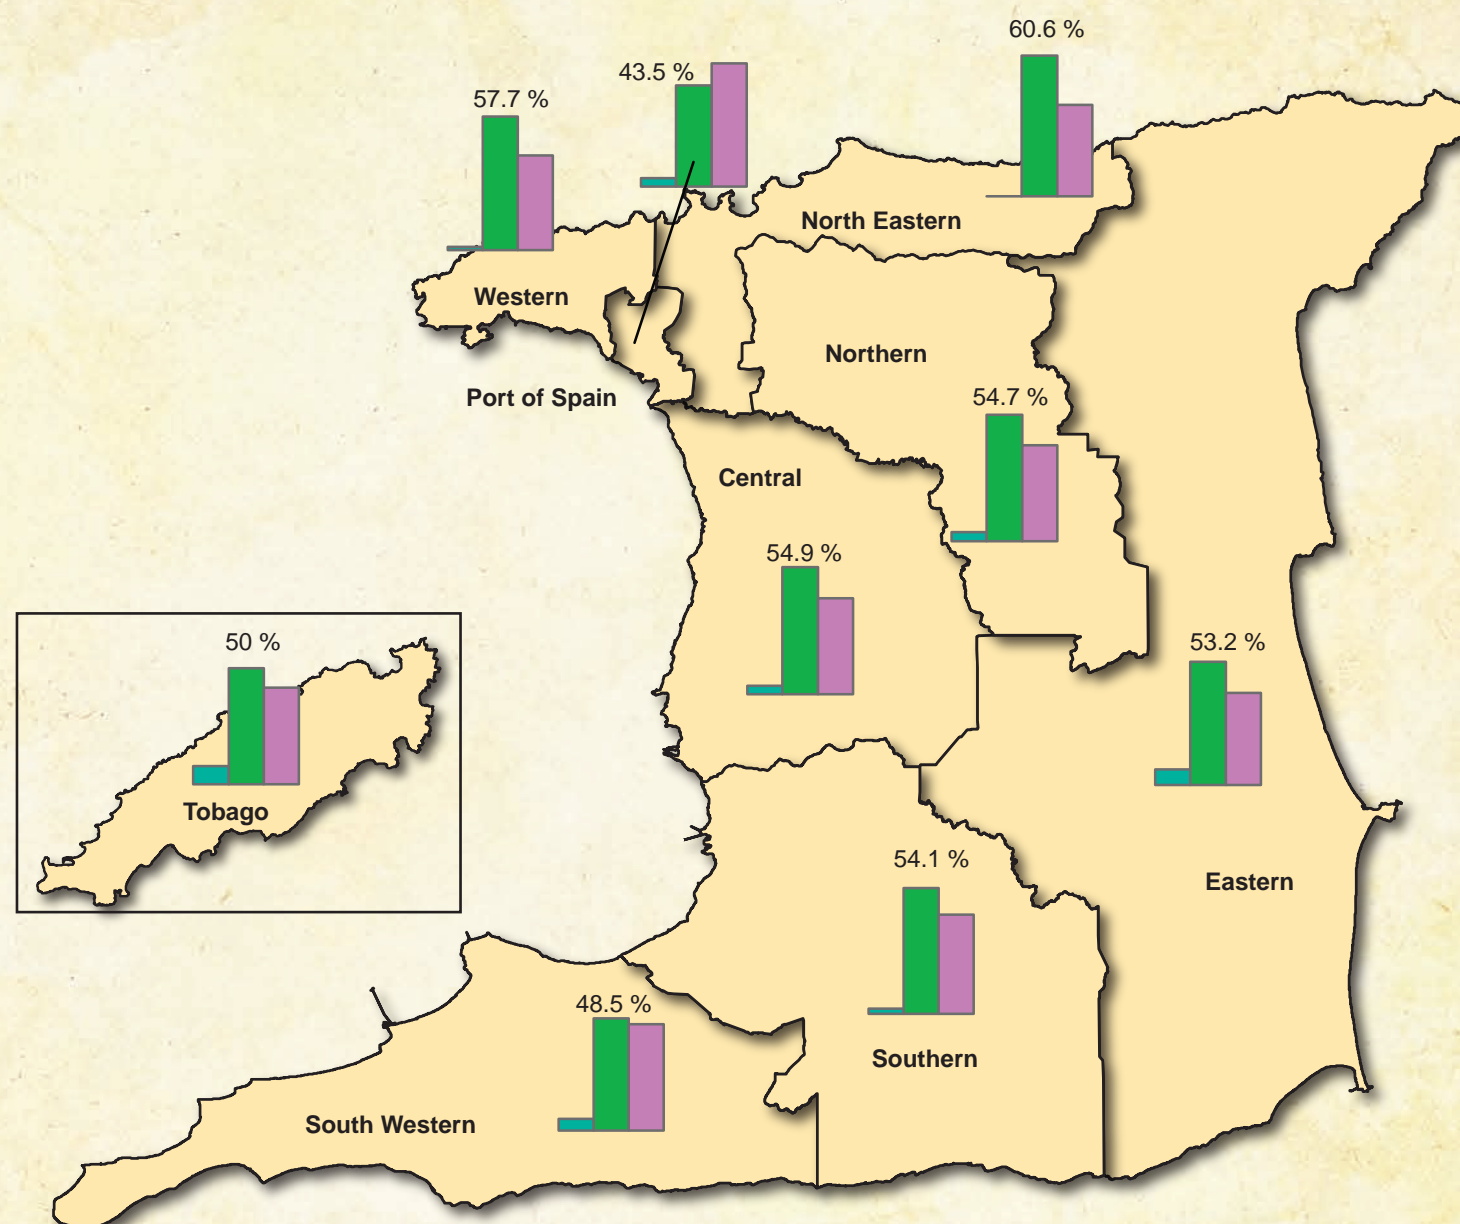 60.6 %
43.5 %
57.7 %
North Eastern
Western
Northern
Port of Spain
54.7 %
Central
54.9 %
50 %
53.2 %
Tobago
54.1 %
Eastern
48.5 %
Southern
South Western